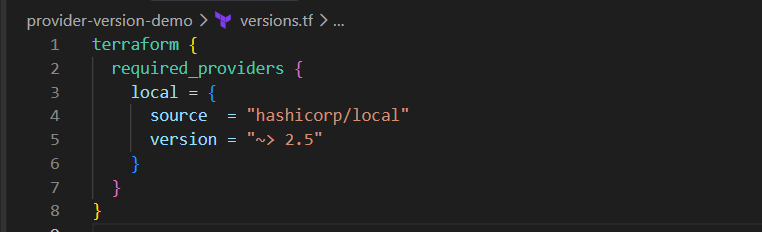 provider-version-demo > versions.tf > ...
1 terraform {
2   required_providers {
3     local = {
4       source  = "hashicorp/local"
5       version = "~> 2.5"
6     }
7   }
8 }